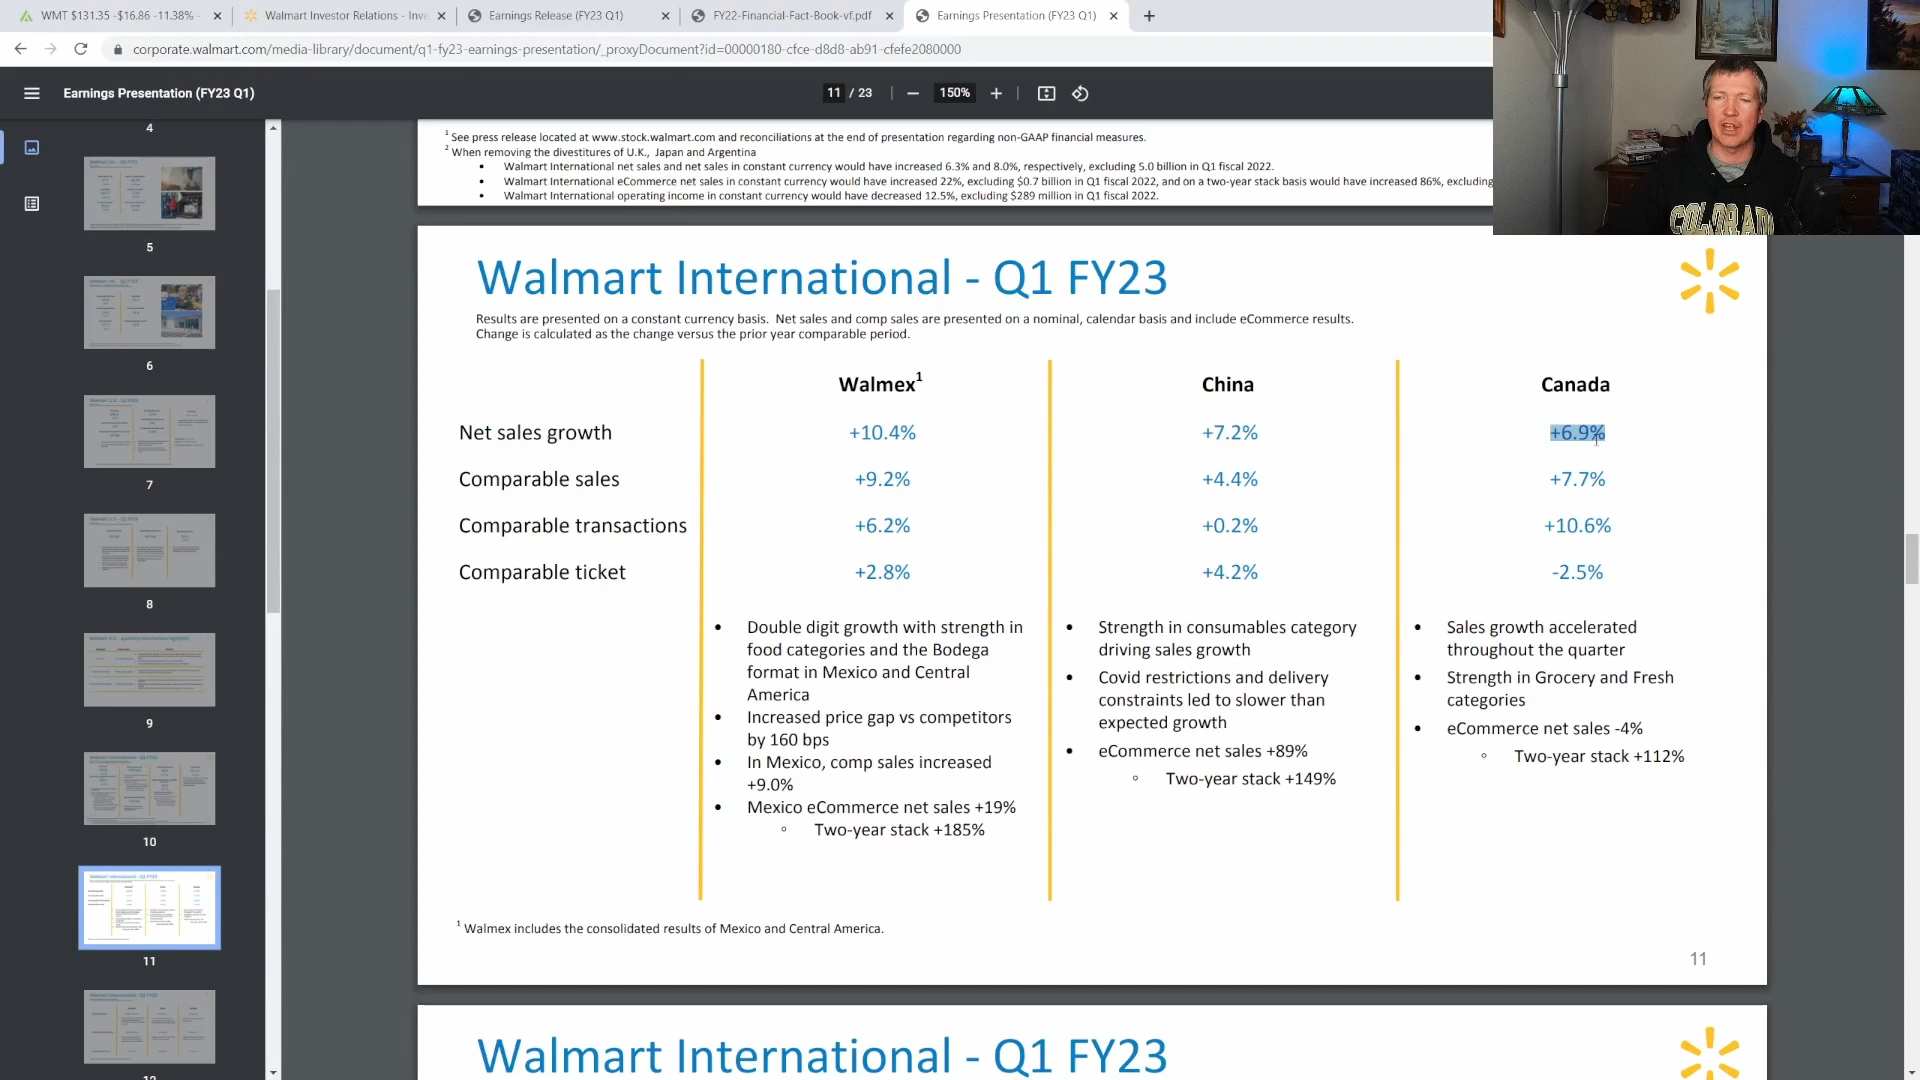 WMT $131.35 -$16.86 -11.38% -
Walmart Investor Relations - Inve
Earnings Release (FY23 Q1)
FY22-Financial-Fact-Book-vf.pdf
Earnings Presentation (FY23 Q1)
corporate.walmart.com/media-library/document/q1-fy23-earnings-presentation/_proxyDocument?id=00000180-cfce-d8d8-ab91-cfefe2080000
Earnings Presentation (FY23 Q1)
11 / 23
150%
4
5
6
7
8
9
10
11
1 See press release located at www.stock.walmart.com and reconciliations at the end of presentation regarding non-GAAP financial measures.
2 When removing the divestitures of U.K., Japan and Argentina
• Walmart International net sales and net sales in constant currency would have increased 6.3% and 8.0%, respectively, excluding 5.0 billion in Q1 fiscal 2022.
• Walmart International eCommerce net sales in constant currency would have increased 22%, excluding $0.7 billion in Q1 fiscal 2022, and on a two-year stack basis would have increased 86%, excluding
• Walmart International operating income in constant currency would have decreased 12.5%, excluding $289 million in Q1 fiscal 2022.
COLORADO
Walmart International - Q1 FY23
Results are presented on a constant currency basis. Net sales and comp sales are presented on a nominal, calendar basis and include eCommerce results.
Change is calculated as the change versus the prior year comparable period.
Walmex1 China Canada
Net sales growth +10.4% +7.2% +6.9%
Comparable sales +9.2% +4.4% +7.7%
Comparable transactions +6.2% +0.2% +10.6%
Comparable ticket +2.8% +4.2% -2.5%
• Double digit growth with strength in
food categories and the Bodega
format in Mexico and Central
America
• Increased price gap vs competitors
by 160 bps
• In Mexico, comp sales increased
+9.0%
• Mexico eCommerce net sales +19%
◦ Two-year stack +185%
• Strength in consumables category
driving sales growth
• Covid restrictions and delivery
constraints led to slower than
expected growth
• eCommerce net sales +89%
◦ Two-year stack +149%
• Sales growth accelerated
throughout the quarter
• Strength in Grocery and Fresh
categories
• eCommerce net sales -4%
◦ Two-year stack +112%
1 Walmex includes the consolidated results of Mexico and Central America.
11
Walmart International - Q1 FY23